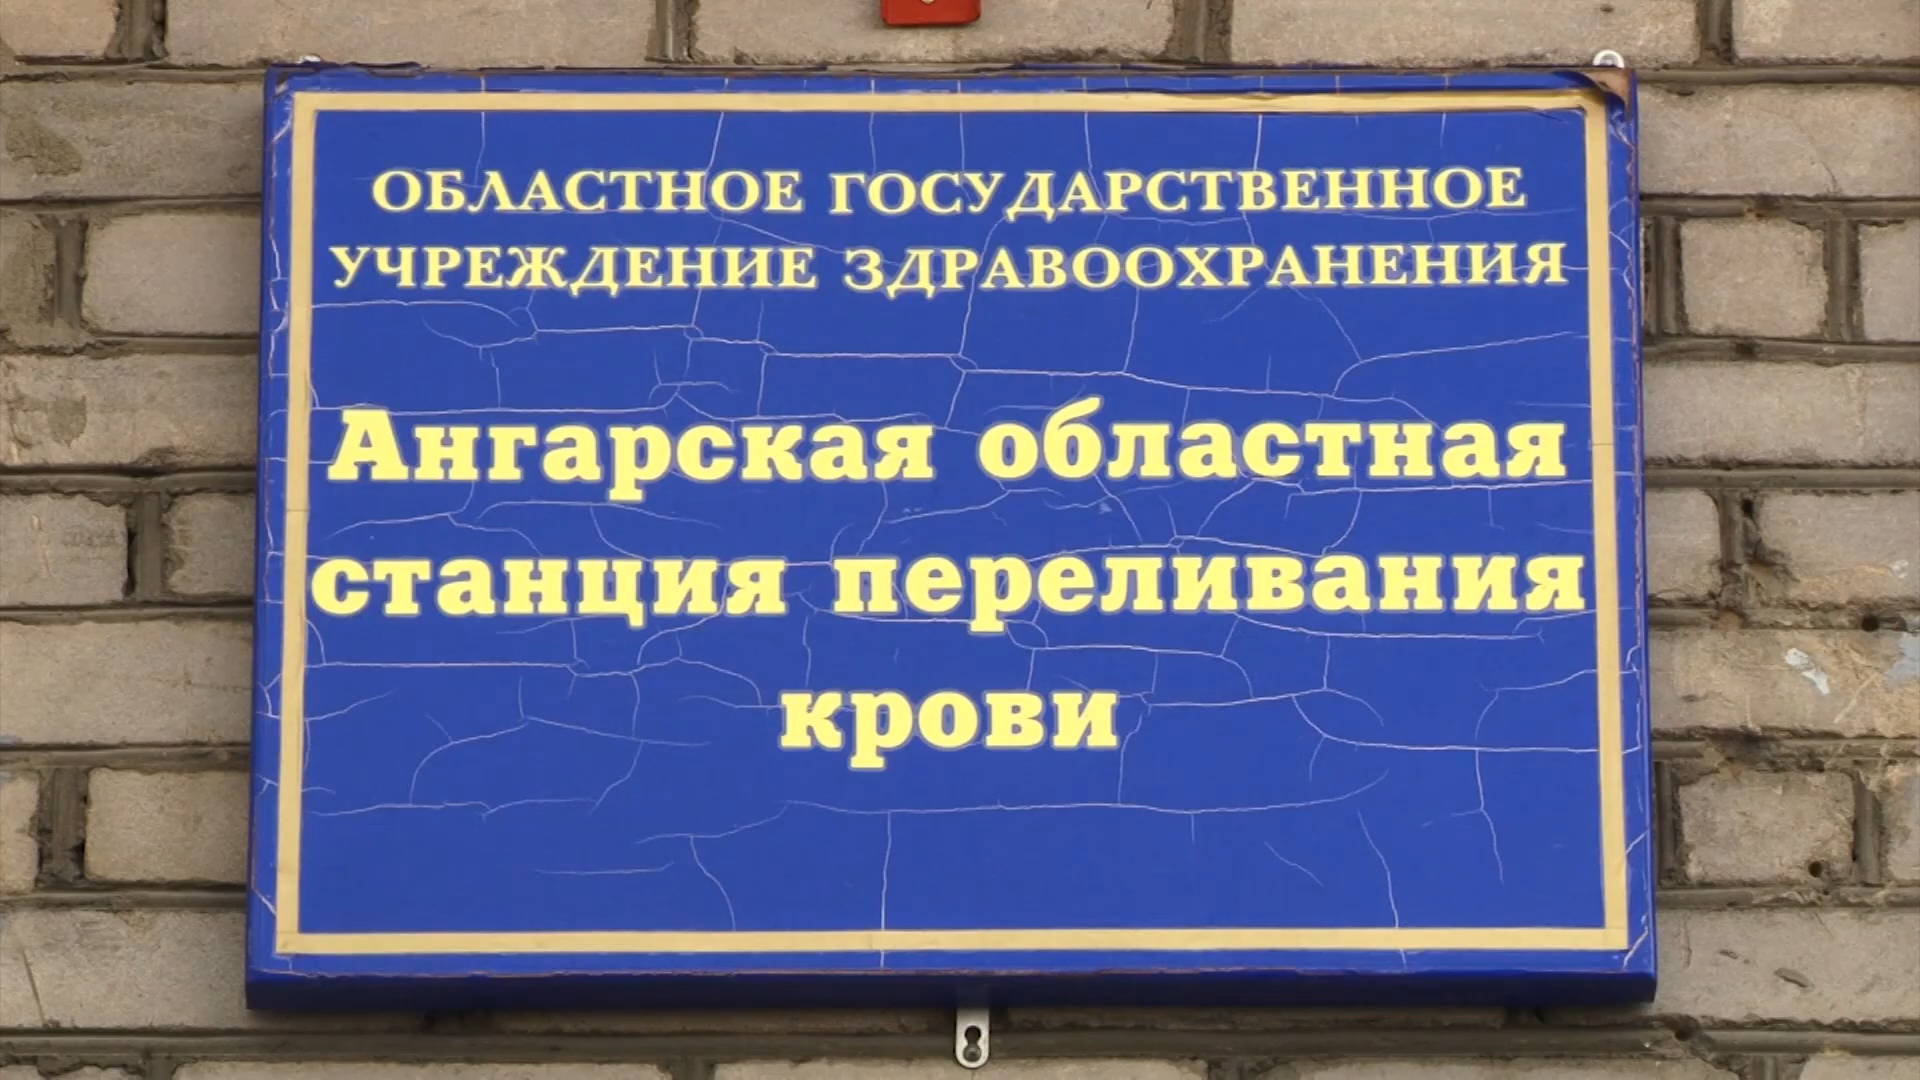 ОБЛАСТНОЕ ГОСУДАРСТВЕННОЕ
УЧРЕЖДЕНИЕ ЗДРАВООХРАНЕНИЯ
Ангарская областная
станция переливания
крови